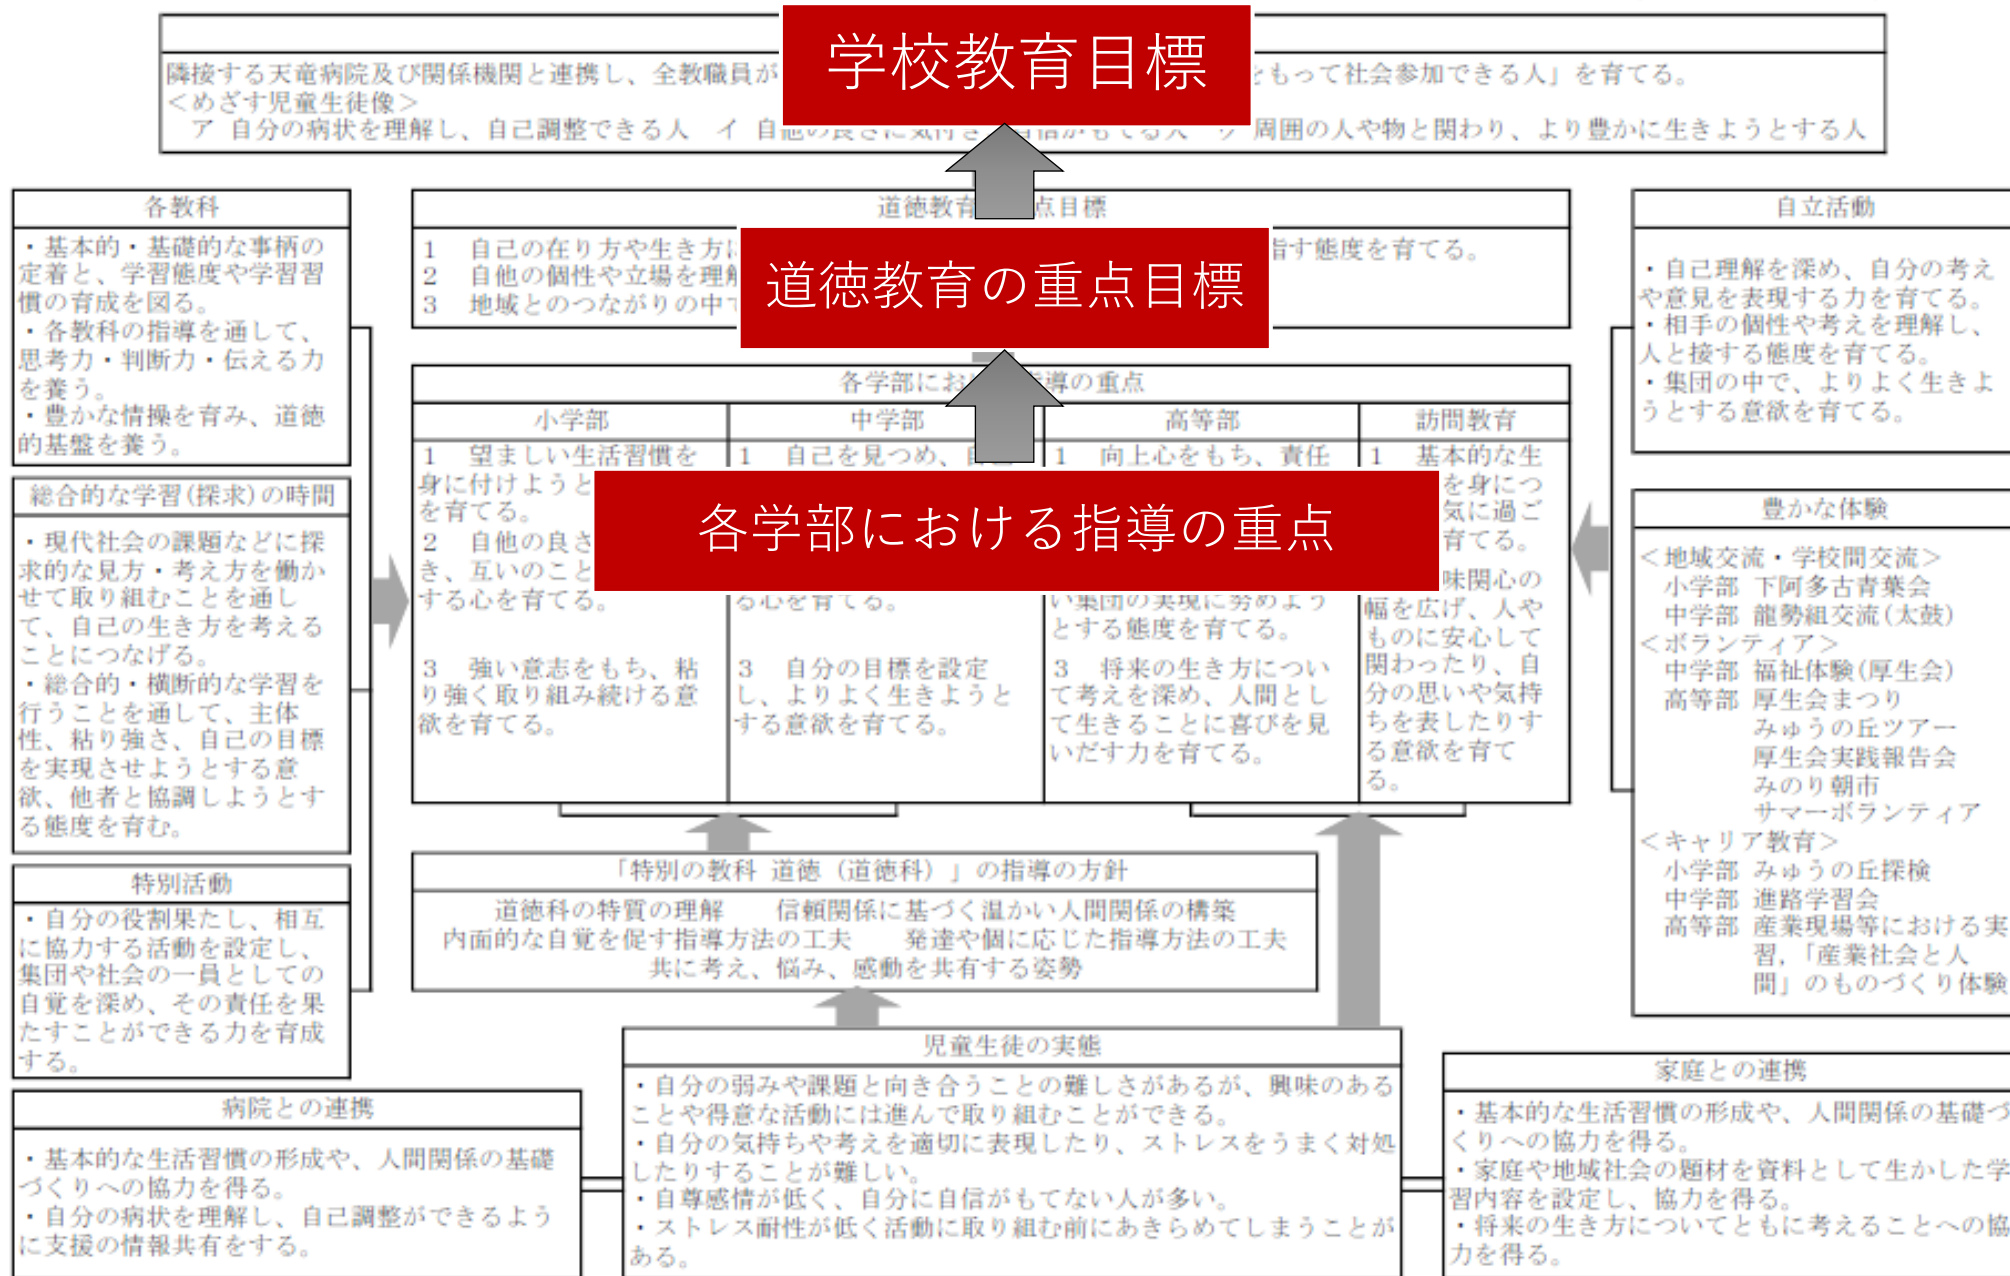 学校教育目標
隣接する天竜病院及び関係機関と連携し、全教職員が
をもって社会参加できる人」を育てる。
＜めざす児童生徒像＞
ア 自分の病状を理解し、自己調整できる人 イ 自他の良さに気付き 自信がもてる人 ウ 周囲の人や物と関わり、より豊かに生きようとする人
各教科
・基本的・基礎的な事柄の
定着と、学習態度や学習習
慣の育成を図る。
・各教科の指導を通して、
思考力・判断力・伝える力
を養う。
・豊かな情操を育み、道徳
的基盤を養う。
総合的な学習(探求)の時間
・現代社会の課題などに探
求的な見方・考え方を働か
せて取り組むことを通し
て、自己の生き方を考える
ことにつなげる。
・総合的・横断的な学習を
行うことを通して、主体
性、粘り強さ、自己の目標
を実現させようとする意
欲、他者と協調しようとす
る態度を育む。
特別活動
・自分の役割果たし、相互
に協力する活動を設定し、
集団や社会の一員としての
自覚を深め、その責任を果
たすことができる力を育成
する。
道徳教育 点目標
1 自己の在り方や生き方に
指す態度を育てる。
2 自他の個性や立場を理解
3 地域とのつながりの中で
道徳教育の重点目標
各学部にお 指導の重点
各学部における指導の重点
小学部
1 望ましい生活習慣を
身に付けようと
を育てる。
2 自他の良さ
き、互いのこと
する心を育てる。
3 強い意志をもち、粘
り強く取り組み続ける意
欲を育てる。
中学部
1 自己を見つめ、
る心を育てる。
3 自分の目標を設定
し、よりよく生きようと
する意欲を育てる。
高等部
1 向上心をもち、責任
い集団の実現に努めよう
とする態度を育てる。
3 将来の生き方につい
て考えを深め、人間とし
て生きることに喜びを見
いだす力を育てる。
訪問教育
1 基本的な生
を身につ
気に過ご
育てる。
味関心の
幅を広げ、人や
ものに安心して
関わったり、自
分の思いや気持
ちを表したりす
る意欲を育て
る。
自立活動
・自己理解を深め、自分の考え
や意見を表現する力を育てる。
・相手の個性や考えを理解し、
人と接する態度を育てる。
・集団の中で、よりよく生きよ
うとする意欲を育てる。
豊かな体験
＜地域交流・学校間交流＞
小学部 下阿多古青葉会
中学部 龍勢組交流(太鼓)
＜ボランティア＞
中学部 福祉体験(厚生会)
高等部 厚生会まつり
みゅうの丘ツアー
厚生会実践報告会
みのり朝市
サマーボランティア
＜キャリア教育＞
小学部 みゅうの丘探検
中学部 進路学習会
高等部 産業現場等における実
習,「産業社会と人
間」のものづくり体験
「特別の教科 道徳（道徳科）」の指導の方針
道徳科の特質の理解 信頼関係に基づく温かい人間関係の構築
内面的な自覚を促す指導方法の工夫 発達や個に応じた指導方法の工夫
共に考え、悩み、感動を共有する姿勢
児童生徒の実態
・自分の弱みや課題と向き合うことの難しさがあるが、興味のある
ことや得意な活動には進んで取り組むことができる。
・自分の気持ちや考えを適切に表現したり、ストレスをうまく対処
したりすることが難しい。
・自尊感情が低く、自分に自信がもてない人が多い。
・ストレス耐性が低く活動に取り組む前にあきらめてしまうことが
ある。
病院との連携
・基本的な生活習慣の形成や、人間関係の基礎
づくりへの協力を得る。
・自分の病状を理解し、自己調整ができるよう
に支援の情報共有をする。
家庭との連携
・基本的な生活習慣の形成や、人間関係の基礎づ
くりへの協力を得る。
・家庭や地域社会の題材を資料として生かした学
習内容を設定し、協力を得る。
・将来の生き方についてともに考えることへの協
力を得る。